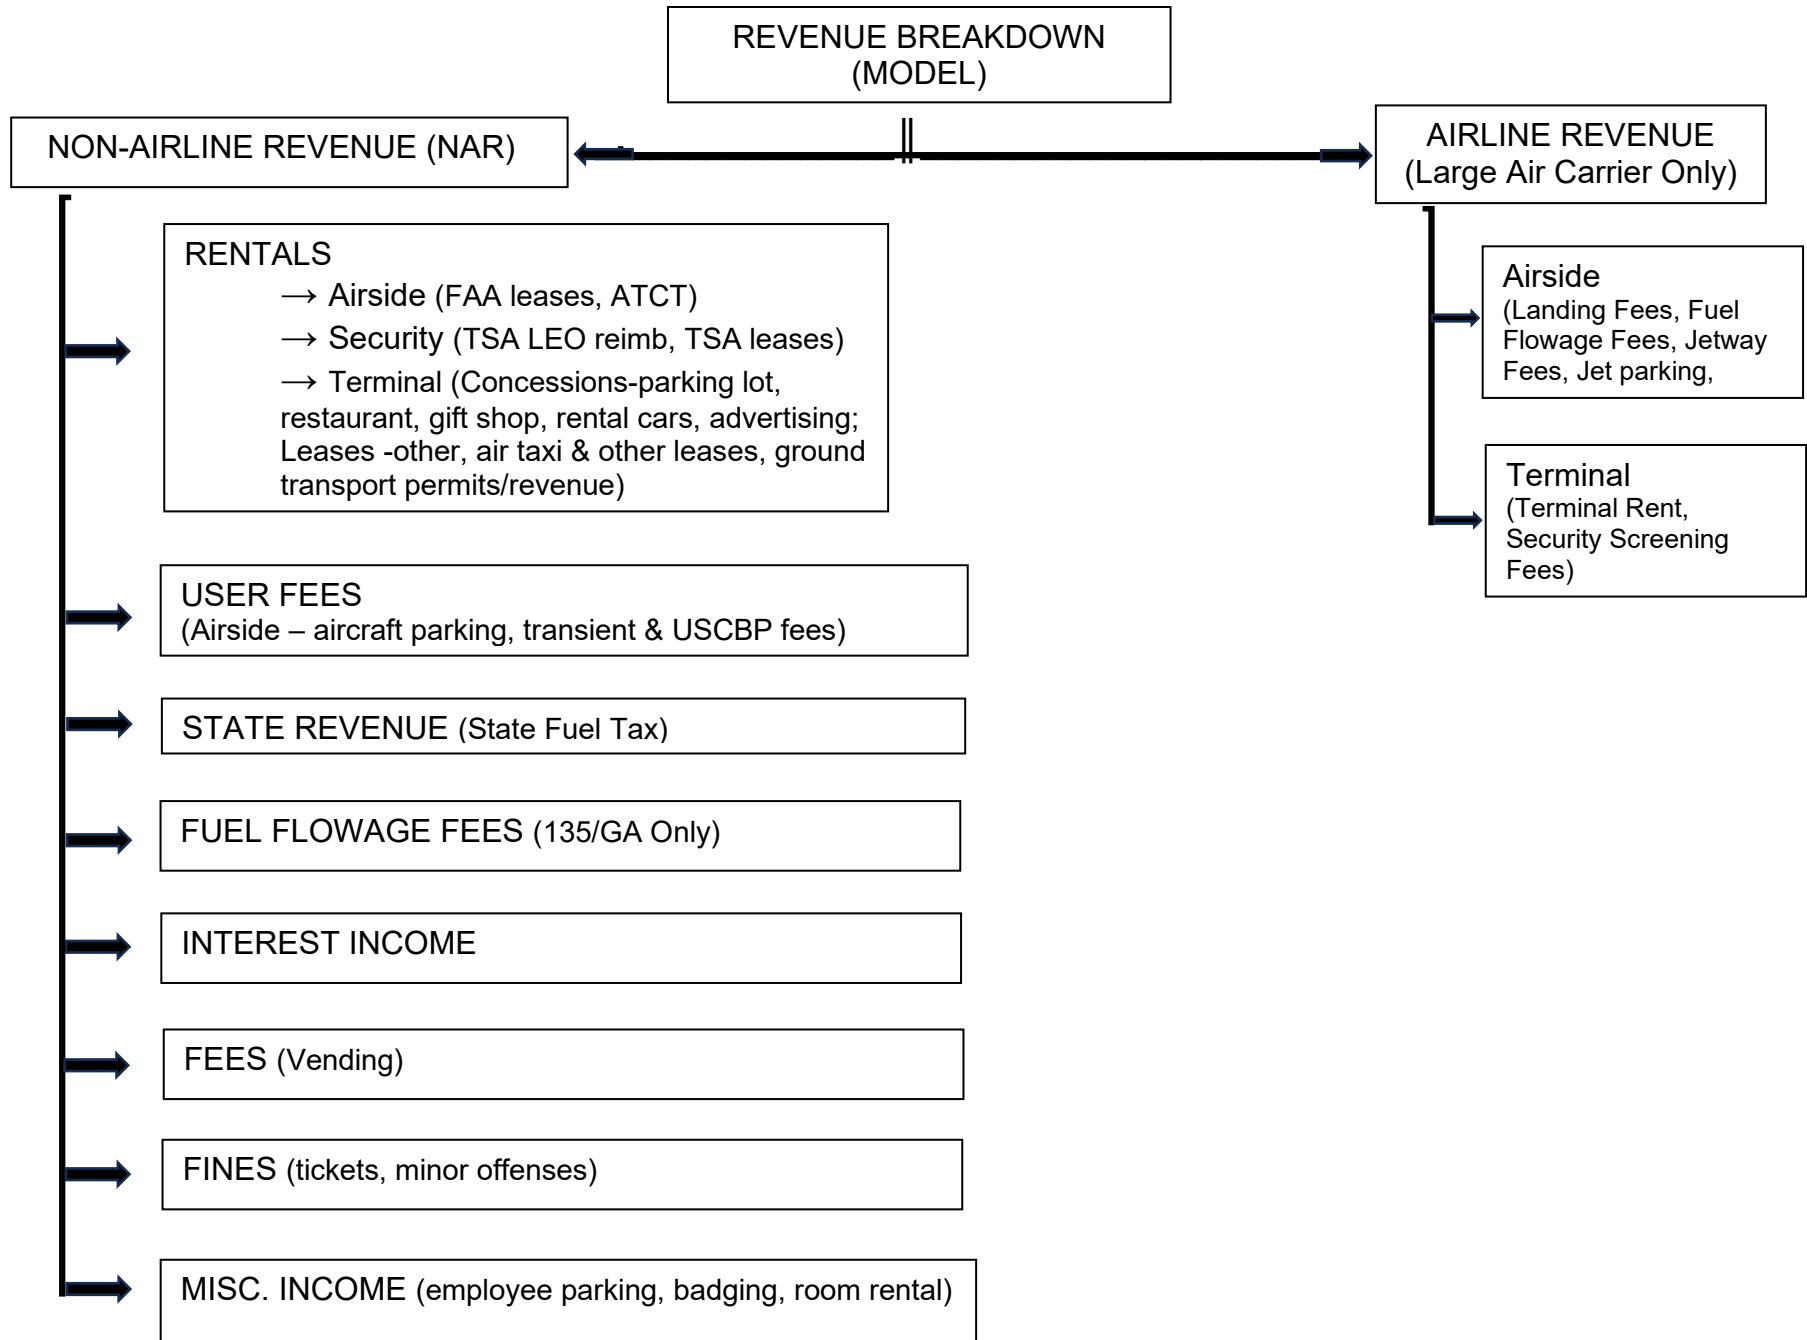 REVENUE BREAKDOWN
(MODEL)
NON-AIRLINE REVENUE (NAR)
RENTALS
→ Airside (FAA leases, ATCT)
→ Security (TSA LEO reimb, TSA leases)
→ Terminal (Concessions-parking lot,
restaurant, gift shop, rental cars, advertising;
Leases -other, air taxi & other leases, ground
transport permits/revenue)
USER FEES
(Airside – aircraft parking, transient & USCBP fees)
STATE REVENUE (State Fuel Tax)
FUEL FLOWAGE FEES (135/GA Only)
INTEREST INCOME
FEES (Vending)
FINES (tickets, minor offenses)
MISC. INCOME (employee parking, badging, room rental)
AIRLINE REVENUE
(Large Air Carrier Only)
Airside
(Landing Fees, Fuel
Flowage Fees, Jetway
Fees, Jet parking,
Terminal
(Terminal Rent,
Security Screening
Fees)